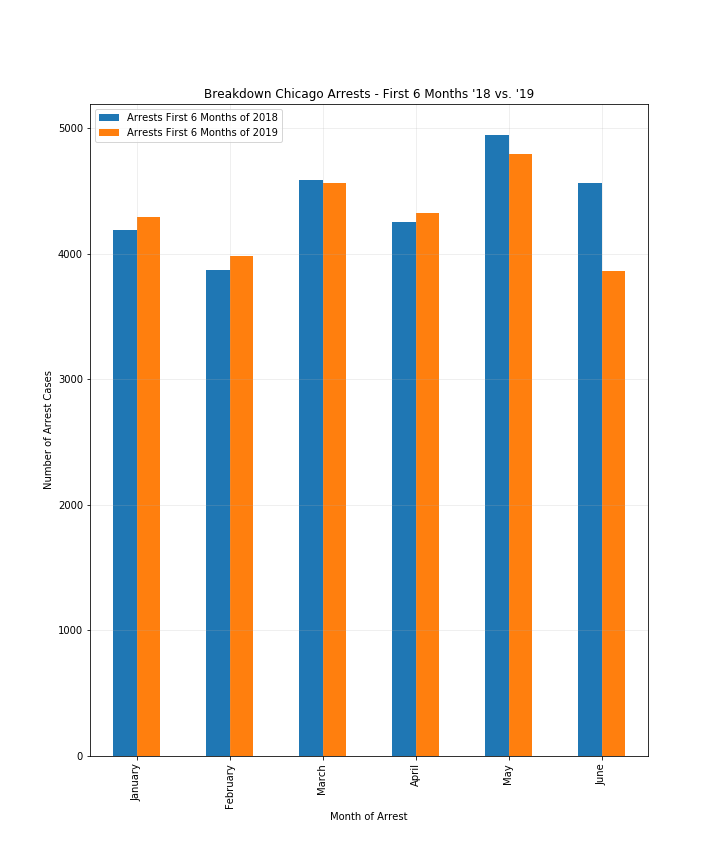 Breakdown Chicago Arrests - First 6 Months '18 vs. '19
Arrests First 6 Months of 2018
Arrests First 6 Months of 2019
5000
4000
3000
2000
1000
0
Number of Arrest Cases
January
February
March
April
May
June
Month of Arrest